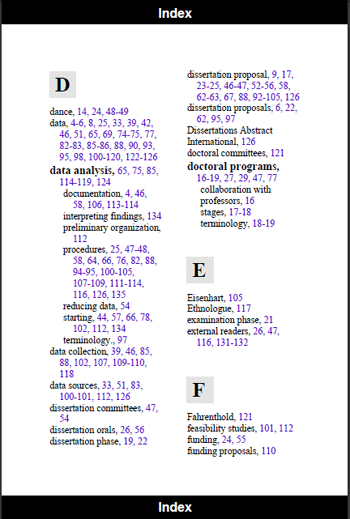 Index
D
dance, 14, 24, 48-49
data, 4-6, 8, 25, 33, 39, 42,
46, 51, 65, 69, 74-75, 77,
82-83, 85-86, 88, 90, 93,
95, 98, 100-120, 122-126
data analysis, 65, 75, 85,
114-119, 124
documentation, 4, 46,
58, 106, 113-114
interpreting findings, 134
preliminary organization,
112
procedures, 25, 47-48,
58, 64, 66, 76, 82, 88,
94-95, 100-105,
107-109, 111-114,
116, 126, 135
reducing data, 54
starting, 44, 57, 66, 78,
102, 112, 134
terminology., 97
data collection, 39, 46, 85,
88, 102, 107, 109-110,
118
data sources, 33, 51, 83,
100-101, 112, 126
dissertation committees, 47,
54
dissertation orals, 26, 56
dissertation phase, 19, 22
dissertation proposal, 9, 17,
23-25, 46-47, 52-56, 58,
62-63, 67, 88, 92-105, 126
dissertation proposals, 6, 22,
62, 95, 97
Dissertations Abstract
International, 126
doctoral committees, 121
doctoral programs,
16-19, 27, 29, 47, 77
collaboration with
professors, 16
stages, 17-18
terminology, 18-19
E
Eisenhart, 105
Ethnologue, 117
examination phase, 21
external readers, 26, 47,
116, 131-132
F
Fahrenthold, 121
feasibility studies, 101, 112
funding, 24, 55
funding proposals, 110
Index